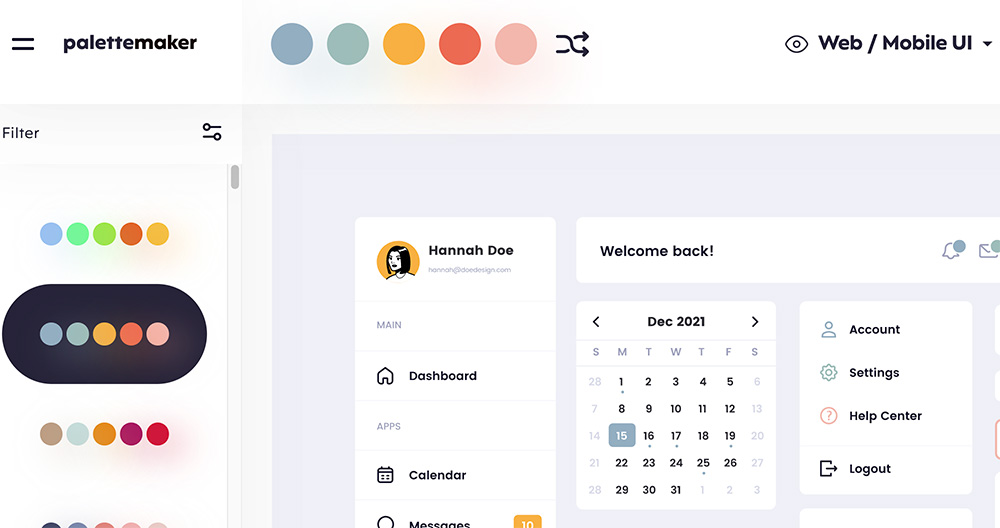 palettemaker
Web / Mobile UI
Filter
Hannah Doe
hannah@doedesign.com
Welcome back!
MAIN
Dashboard
APPS
Calendar
Messages 10
Dec 2021
S M T W T F S
28 1 2 3 4 5 6
7 8 9 10 11 12 13
14 15 16 17 18 19 20
21 22 23 24 25 26 27
28 29 30 31 1 2 3
Account
Settings
? Help Center
Logout